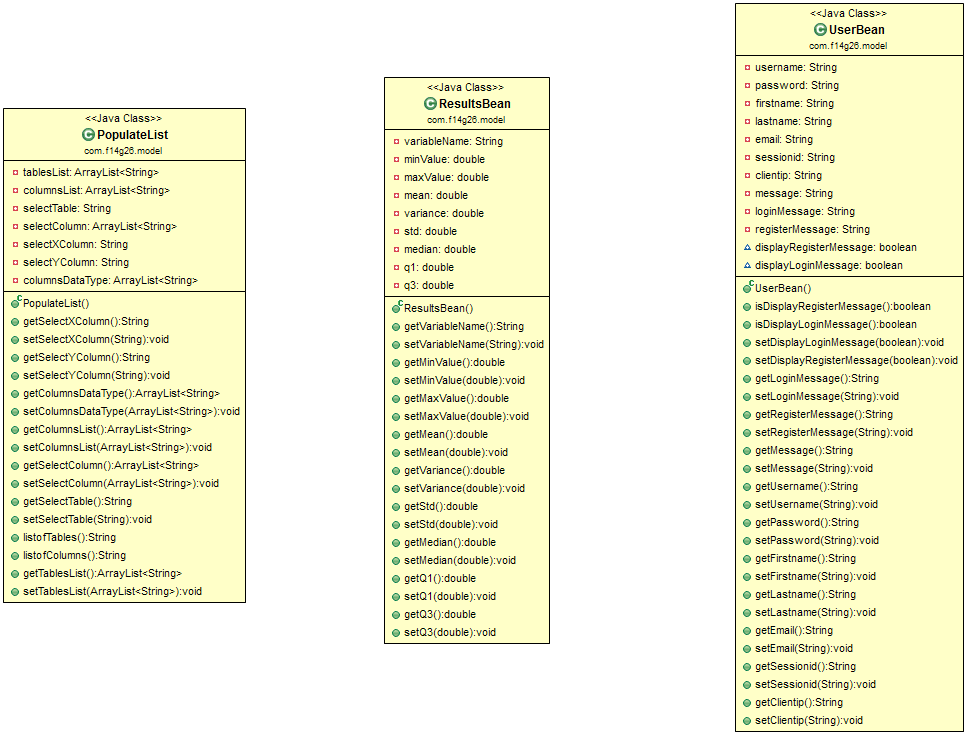 <<Java Class>>
PopulateList
com.f14g26.model
tablesList: ArrayList<String>
columnsList: ArrayList<String>
selectTable: String
selectColumn: ArrayList<String>
selectXColumn: String
selectYColumn: String
columnsDataType: ArrayList<String>
PopulateList()
getSelectXColumn():String
setSelectXColumn(String):void
getSelectYColumn():String
setSelectYColumn(String):void
getColumnsDataType():ArrayList<String>
setColumnsDataType(ArrayList<String>):void
getColumnsList():ArrayList<String>
setColumnsList(ArrayList<String>):void
getSelectColumn():ArrayList<String>
setSelectColumn(ArrayList<String>):void
getSelectTable():String
setSelectTable(String):void
listofTables():String
listofColumns():String
getTablesList():ArrayList<String>
setTablesList(ArrayList<String>):void
<<Java Class>>
ResultsBean
com.f14g26.model
variableName: String
minValue: double
maxValue: double
mean: double
variance: double
std: double
median: double
q1: double
q3: double
ResultsBean()
getVariableName():String
setVariableName(String):void
getMinValue():double
setMinValue(double):void
getMaxValue():double
setMaxValue(double):void
getMean():double
setMean(double):void
getVariance():double
setVariance(double):void
getStd():double
setStd(double):void
getMedian():double
setMedian(double):void
getQ1():double
setQ1(double):void
getQ3():double
setQ3(double):void
<<Java Class>>
UserBean
com.f14g26.model
username: String
password: String
firstname: String
lastname: String
email: String
sessionid: String
clientip: String
message: String
loginMessage: String
registerMessage: String
displayRegisterMessage: boolean
displayLoginMessage: boolean
UserBean()
isDisplayRegisterMessage():boolean
isDisplayLoginMessage():boolean
setDisplayLoginMessage(boolean):void
setDisplayRegisterMessage(boolean):void
getLoginMessage():String
setLoginMessage(String):void
getRegisterMessage():String
setRegisterMessage(String):void
getMessage():String
setMessage(String):void
getUsername():String
setUsername(String):void
getPassword():String
setPassword(String):void
getFirstname():String
setFirstname(String):void
getLastname():String
setLastname(String):void
getEmail():String
setEmail(String):void
getSessionid():String
setSessionid(String):void
getClientip():String
setClientip(String):void